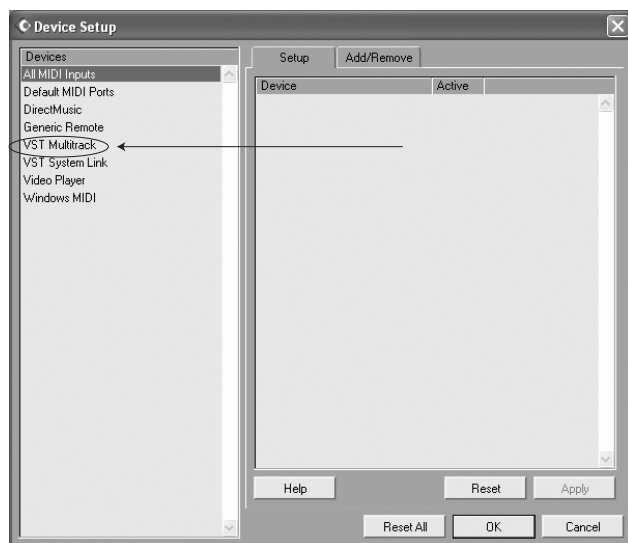 Device Setup
Devices
All MIDI Inputs
Default MIDI Ports
DirectMusic
Generic Remote
VST Multitrack
VST System Link
Video Player
Windows MIDI
Setup
Add/Remove
Device Active
Help
Reset
Apply
Reset All
OK
Cancel